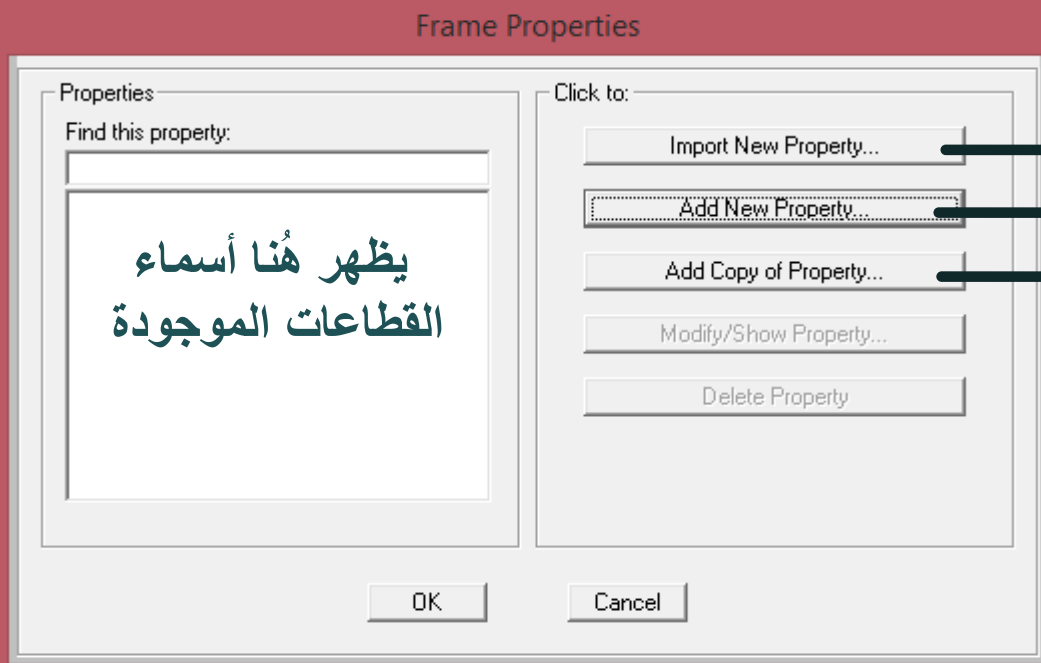 Frame Properties
Properties
Find this property:
يظهر هُنا أسماء
القطاعات الموجودة
Click to:
Import New Property...
Add New Property...
Add Copy of Property...
Modify/Show Property...
Delete Property
OK
Cancel